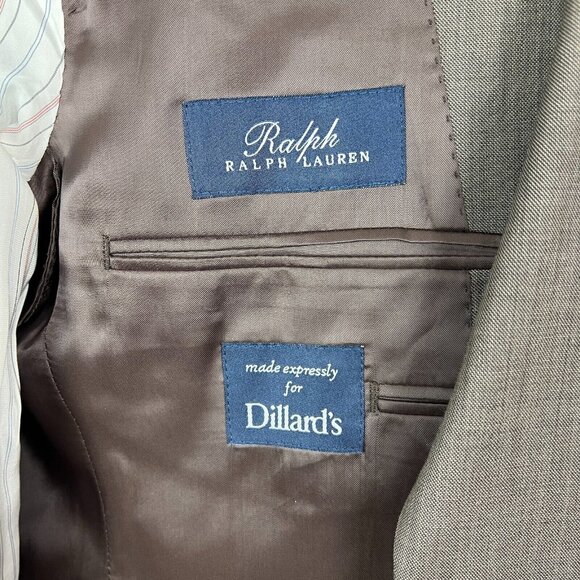 Ralph
RALPH LAUREN
made expressly
for
Dillard's